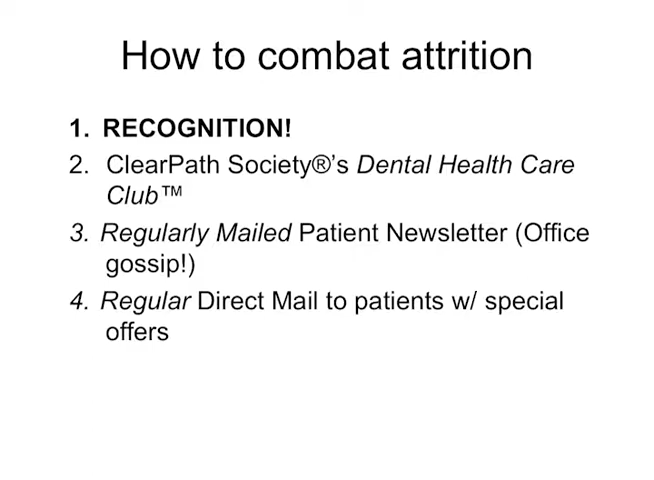 How to combat attrition
1. RECOGNITION!
2. ClearPath Society®'s Dental Health Care
Club™
3. Regularly Mailed Patient Newsletter (Office
gossip!)
4. Regular Direct Mail to patients w/ special
offers